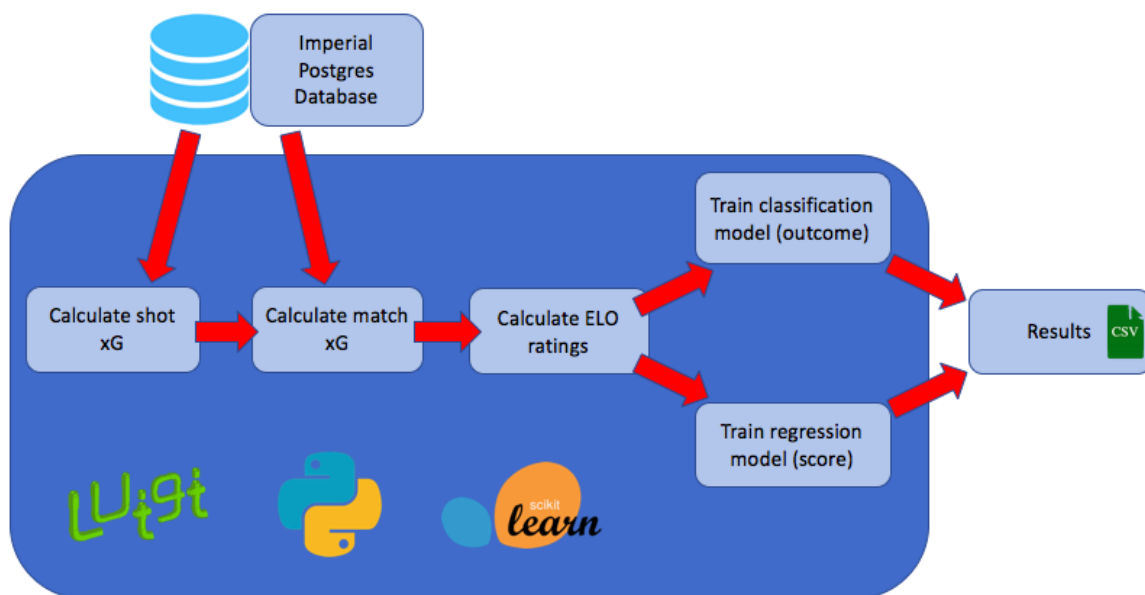 Imperial
Postgres
Database
Calculate shot
xG
Calculate match
xG
Calculate ELO
ratings
Train classification
model (outcome)
Train regression
model (score)
Results
CSV
Luigi
scikit
learn